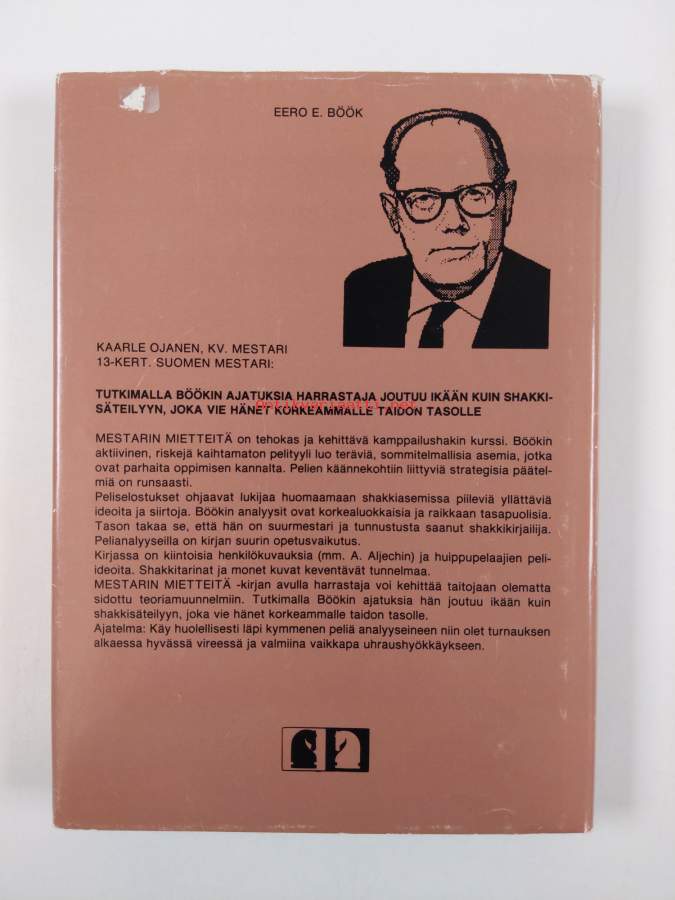 EERO E. BÖÖK
KAARLE OJANEN, KV. MESTARI
13-KERT. SUOMEN MESTARI:
TUTKIMALLA BÖÖKIN AJATUKSIA HARRASTAJA JOUTUU IKÄÄN KUIN SHAKKI-
SÄTEILYYN, JOKA VIE HÄNET KORKEAMMALLE TAIDON TASOLLE
MESTARIN MIETTEITÄ on tehokas ja kehittävä kamppailushakin kurssi. Böökin
aktiivinen, riskejä kaihtamaton pelityyli luo teräviä, sommitelmallisia asemia, jotka
ovat parhaita oppimisen kannalta. Pelien käännekohtiin liittyviä strategisia päätel-
miä on runsaasti.
Peliselostukset ohjaavat lukijaa huomaamaan shakkiasemissa piileviä yllättäviä
ideoita ja siirtoja. Böökin analyysit ovat korkealuokkaisia ja raikkaan tasapuolisia.
Tason takaa se, että hän on suurmestari ja tunnustusta saanut shakkikirjailija.
Pelianalyyseilla on kirjan suurin opetusvaikutus.
Kirjassa on kiintoisia henkilökuvauksia (mm. A. Aljechin) ja huippupelaajien peli-
ideoita. Shakkitarinat ja monet kuvat keventävät tunnelmaa.
MESTARIN MIETTEITÄ -kirjan avulla harrastaja voi kehittää taitojaan olematta
sidottu teoriamuunnelmiin. Tutkimalla Böökin ajatuksia hän joutuu ikään kuin
shakkisäteilyyn, joka vie hänet korkeammalle taidon tasolle.
Ajatelma: Käy huolellisesti läpi kymmenen peliä analyyseineen niin olet turnauksen
alkaessa hyvässä vireessä ja valmiina vaikkapa uhraushyökkäykseen.